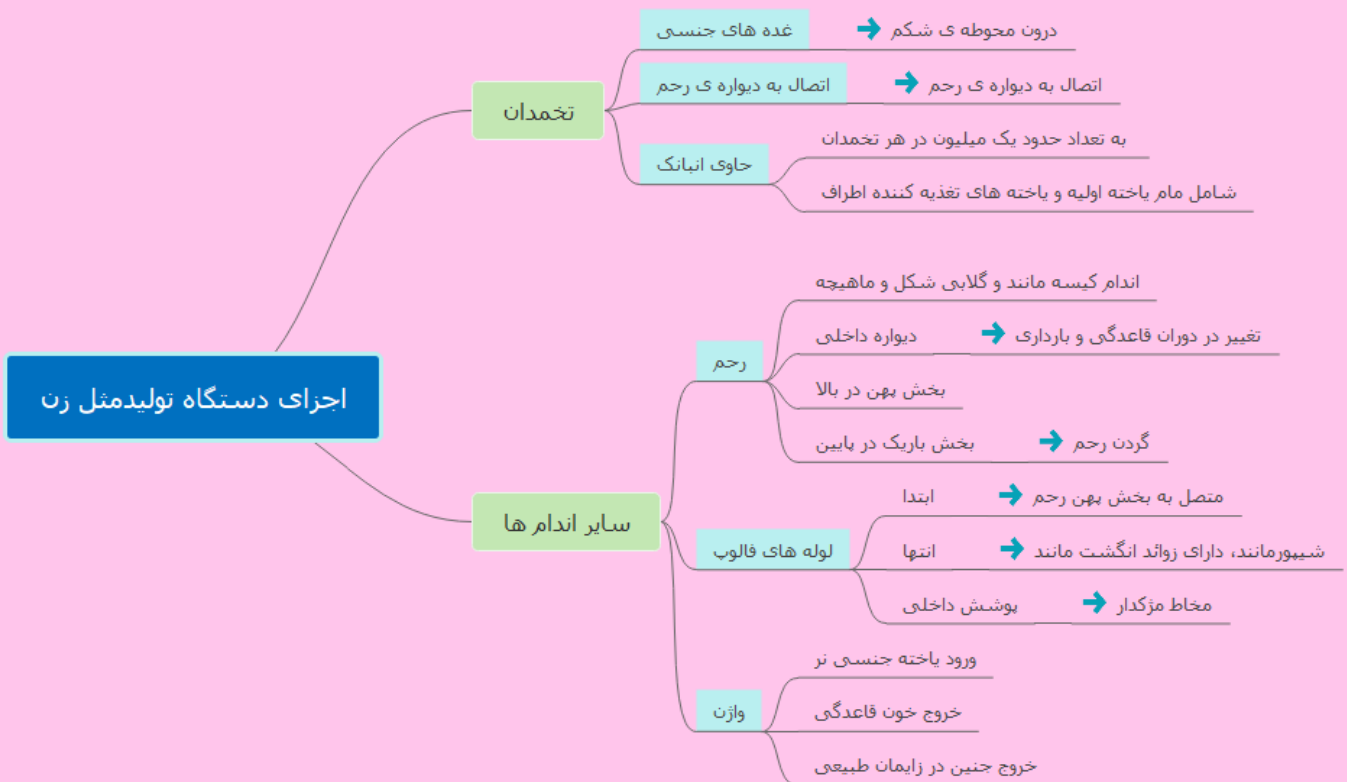 اجزای دستگاه تولیدمثل زن
تخمدان
غده های جنسی
درون محوطه ی شکم
اتصال به دیواره ی رحم
اتصال به دیواره ی رحم
حاوی انبانک
به تعداد حدود یک میلیون در هر تخمدان
شامل مام یاخته اولیه و یاخته های تغذیه کننده اطراف
سایر اندام ها
رحم
اندام کیسه مانند و گلابی شکل و ماهیچه
دیواره داخلی
تغییر در دوران قاعدگی و بارداری
بخش پهن در بالا
بخش باریک در پایین
گردن رحم
لوله های فالوپ
ابتدا
متصل به بخش پهن رحم
انتها
شیپورمانند، دارای زوائد انگشت مانند
پوشش داخلی
مخاط مژکدار
واژن
ورود یاخته جنسی نر
خروج خون قاعدگی
خروج جنین در زایمان طبیعی